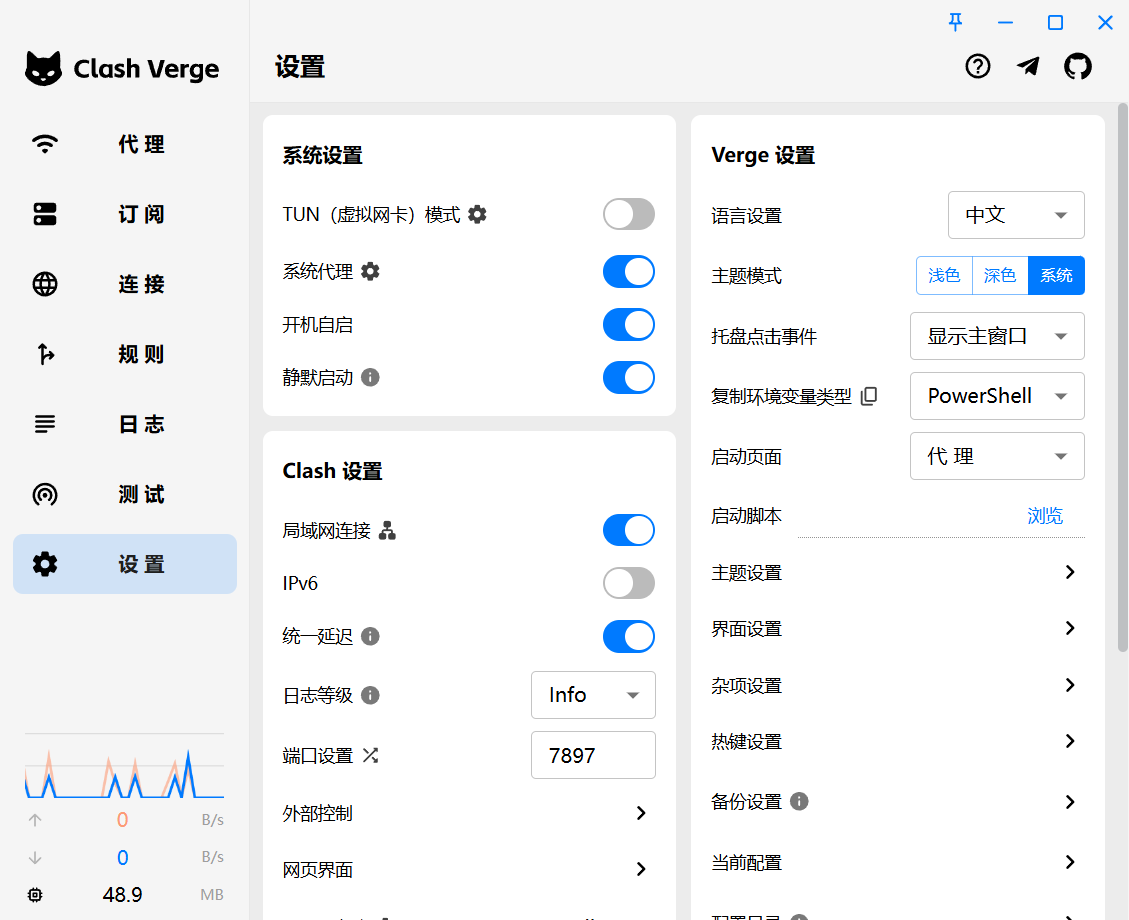 Clash Verge
代 理
订 阅
连 接
规 则
日 志
测 试
设 置
0 B/s
0 B/s
48.9 MB
设置
系统设置
TUN（虚拟网卡）模式
系统代理
开机自启
静默启动
Clash 设置
局域网连接
IPv6
统一延迟
日志等级 Info
端口设置 7897
外部控制
网页界面
Verge 设置
语言设置 中文
主题模式 浅色 深色 系统
托盘点击事件 显示主窗口
复制环境变量类型 PowerShell
启动页面 代 理
启动脚本 浏览
主题设置
界面设置
杂项设置
热键设置
备份设置
当前配置